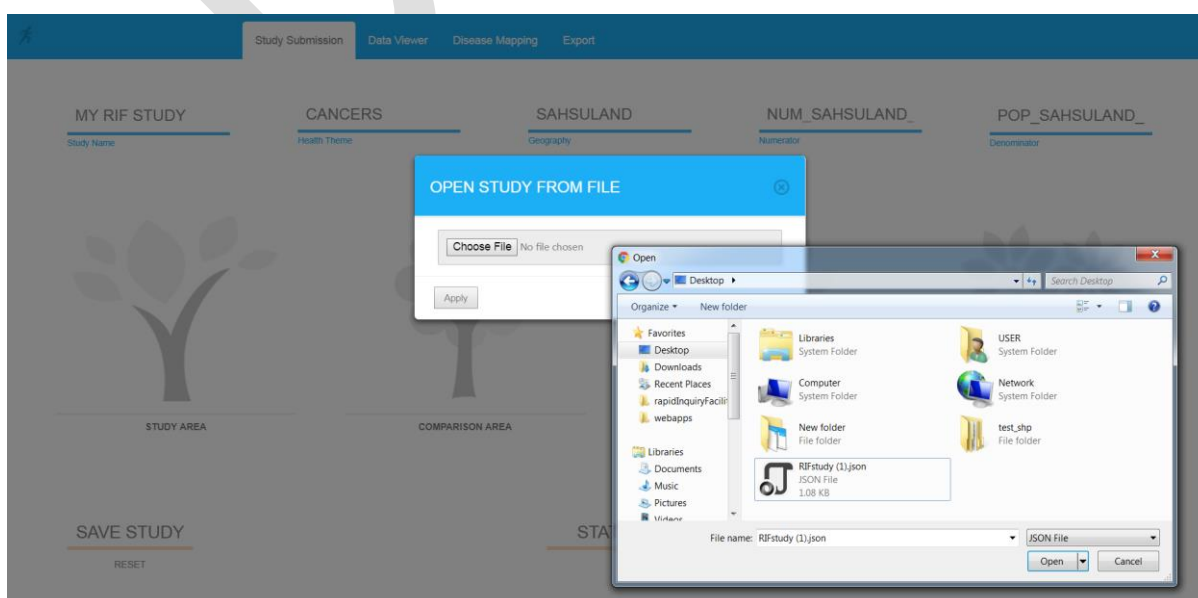 Study Submission
Data Viewer
Disease Mapping
Export
MY RIF STUDY
CANCERS
SAHSULAND
NUM_SAHSULAND_
POP_SAHSULAND_
Study Name
Health Theme
Geography
Numerator
Denominator
OPEN STUDY FROM FILE
Choose File No file chosen
Apply
STUDY AREA
COMPARISON AREA
SAVE STUDY
RESET
Open
Desktop
Search Desktop
Organize
New folder
Favorites
Desktop
Downloads
Recent Places
rapidInquiryFacilit
webapps
Libraries
Documents
Music
Pictures
Videos
Libraries
System Folder
USER
System Folder
Computer
System Folder
Network
System Folder
New folder
File folder
test_shp
File folder
RIFstudy (1).json
JSON File
1.08 KB
File name: RIFstudy (1).json
JSON File
Open
Cancel
STAT